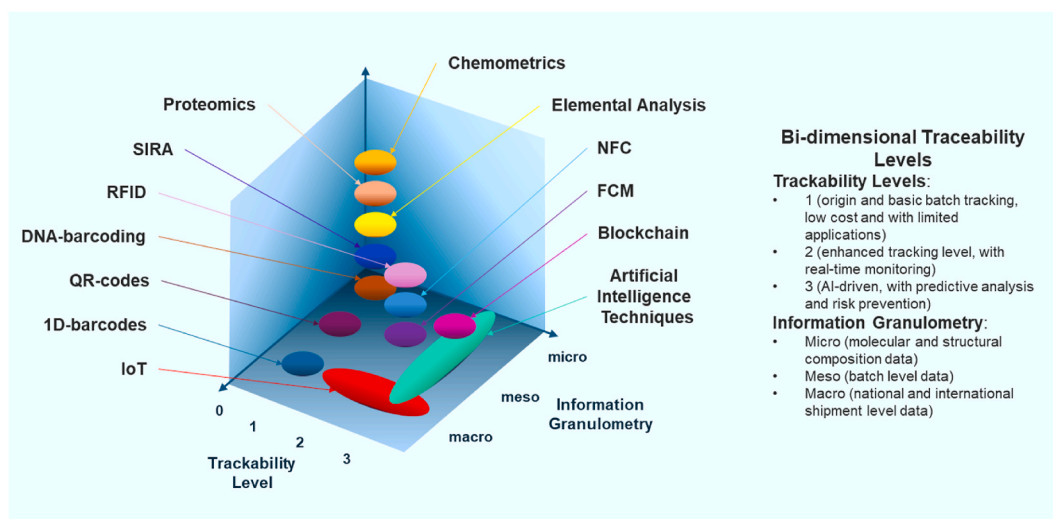 Chemometrics
Proteomics
Elemental Analysis
SIRA
NFC
RFID
FCM
DNA-barcoding
Blockchain
QR-codes
Artificial
Intelligence
Techniques
1D-barcodes
IoT
micro
meso
macro
Information
Granulometry
0
1
2
3
Trackability
Level
Bi-dimensional Traceability
Levels
Trackability Levels:
• 1 (origin and basic batch tracking,
low cost and with limited
applications)
• 2 (enhanced tracking level, with
real-time monitoring)
• 3 (AI-driven, with predictive analysis
and risk prevention)
Information Granulometry:
• Micro (molecular and structural
composition data)
• Meso (batch level data)
• Macro (national and international
shipment level data)